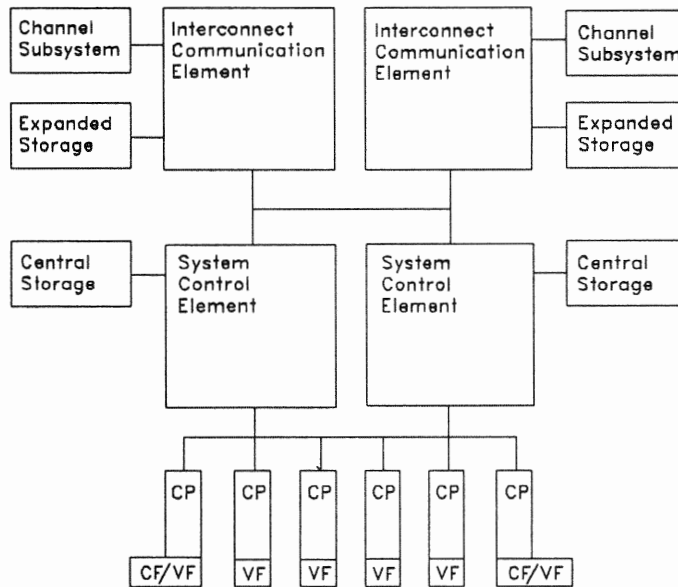 Channel
Subsystem
Interconnect
Communication
Element
Interconnect
Communication
Element
Channel
Subsystem
Expanded
Storage
Expanded
Storage
Central
Storage
System
Control
Element
System
Control
Element
Central
Storage
CP
CP
CP
CP
CP
CP
CF/VF
VF
VF
VF
VF
CF/VF